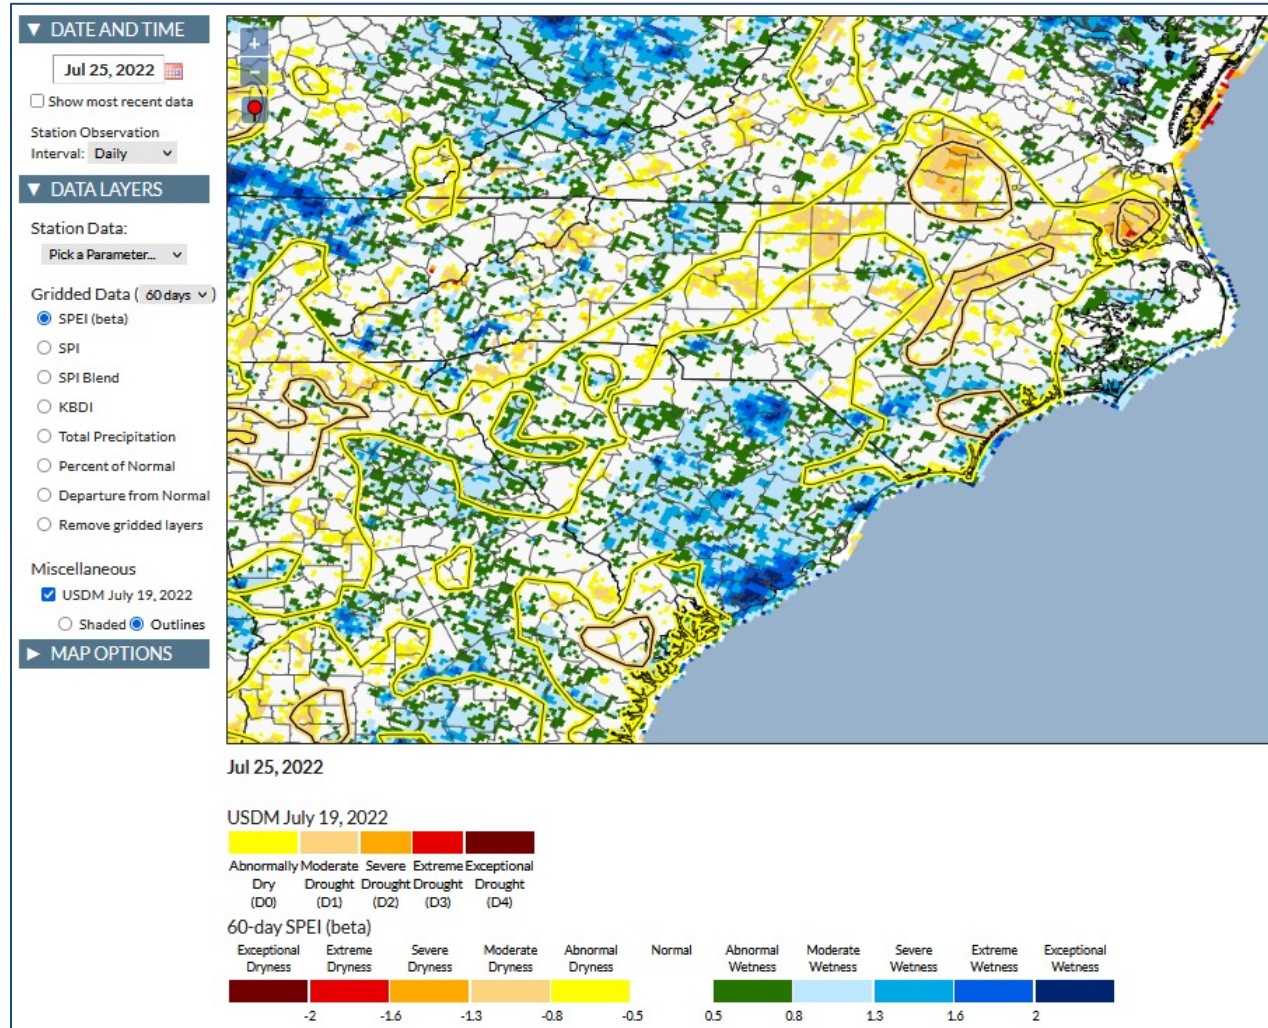 ▼ DATE AND TIME
Jul 25, 2022
Show most recent data
Station Observation
Interval: Daily
▼ DATA LAYERS
Station Data:
Pick a Parameter...
Gridded Data ( 60 days )
SPEI (beta)
SPI
SPI Blend
KBDI
Total Precipitation
Percent of Normal
Departure from Normal
Remove gridded layers
Miscellaneous
USDM July 19, 2022
Shaded Outlines
► MAP OPTIONS
+
−
Jul 25, 2022
USDM July 19, 2022
Abnormally Moderate Severe Extreme Exceptional
Dry Drought Drought Drought Drought
(D0) (D1) (D2) (D3) (D4)
60-day SPEI (beta)
Exceptional Extreme Severe Moderate Abnormal Normal Abnormal Moderate Severe Extreme Exceptional
Dryness Dryness Dryness Dryness Dryness Wetness Wetness Wetness Wetness Wetness
-2 -1.6 -1.3 -0.8 -0.5 0.5 0.8 1.3 1.6 2